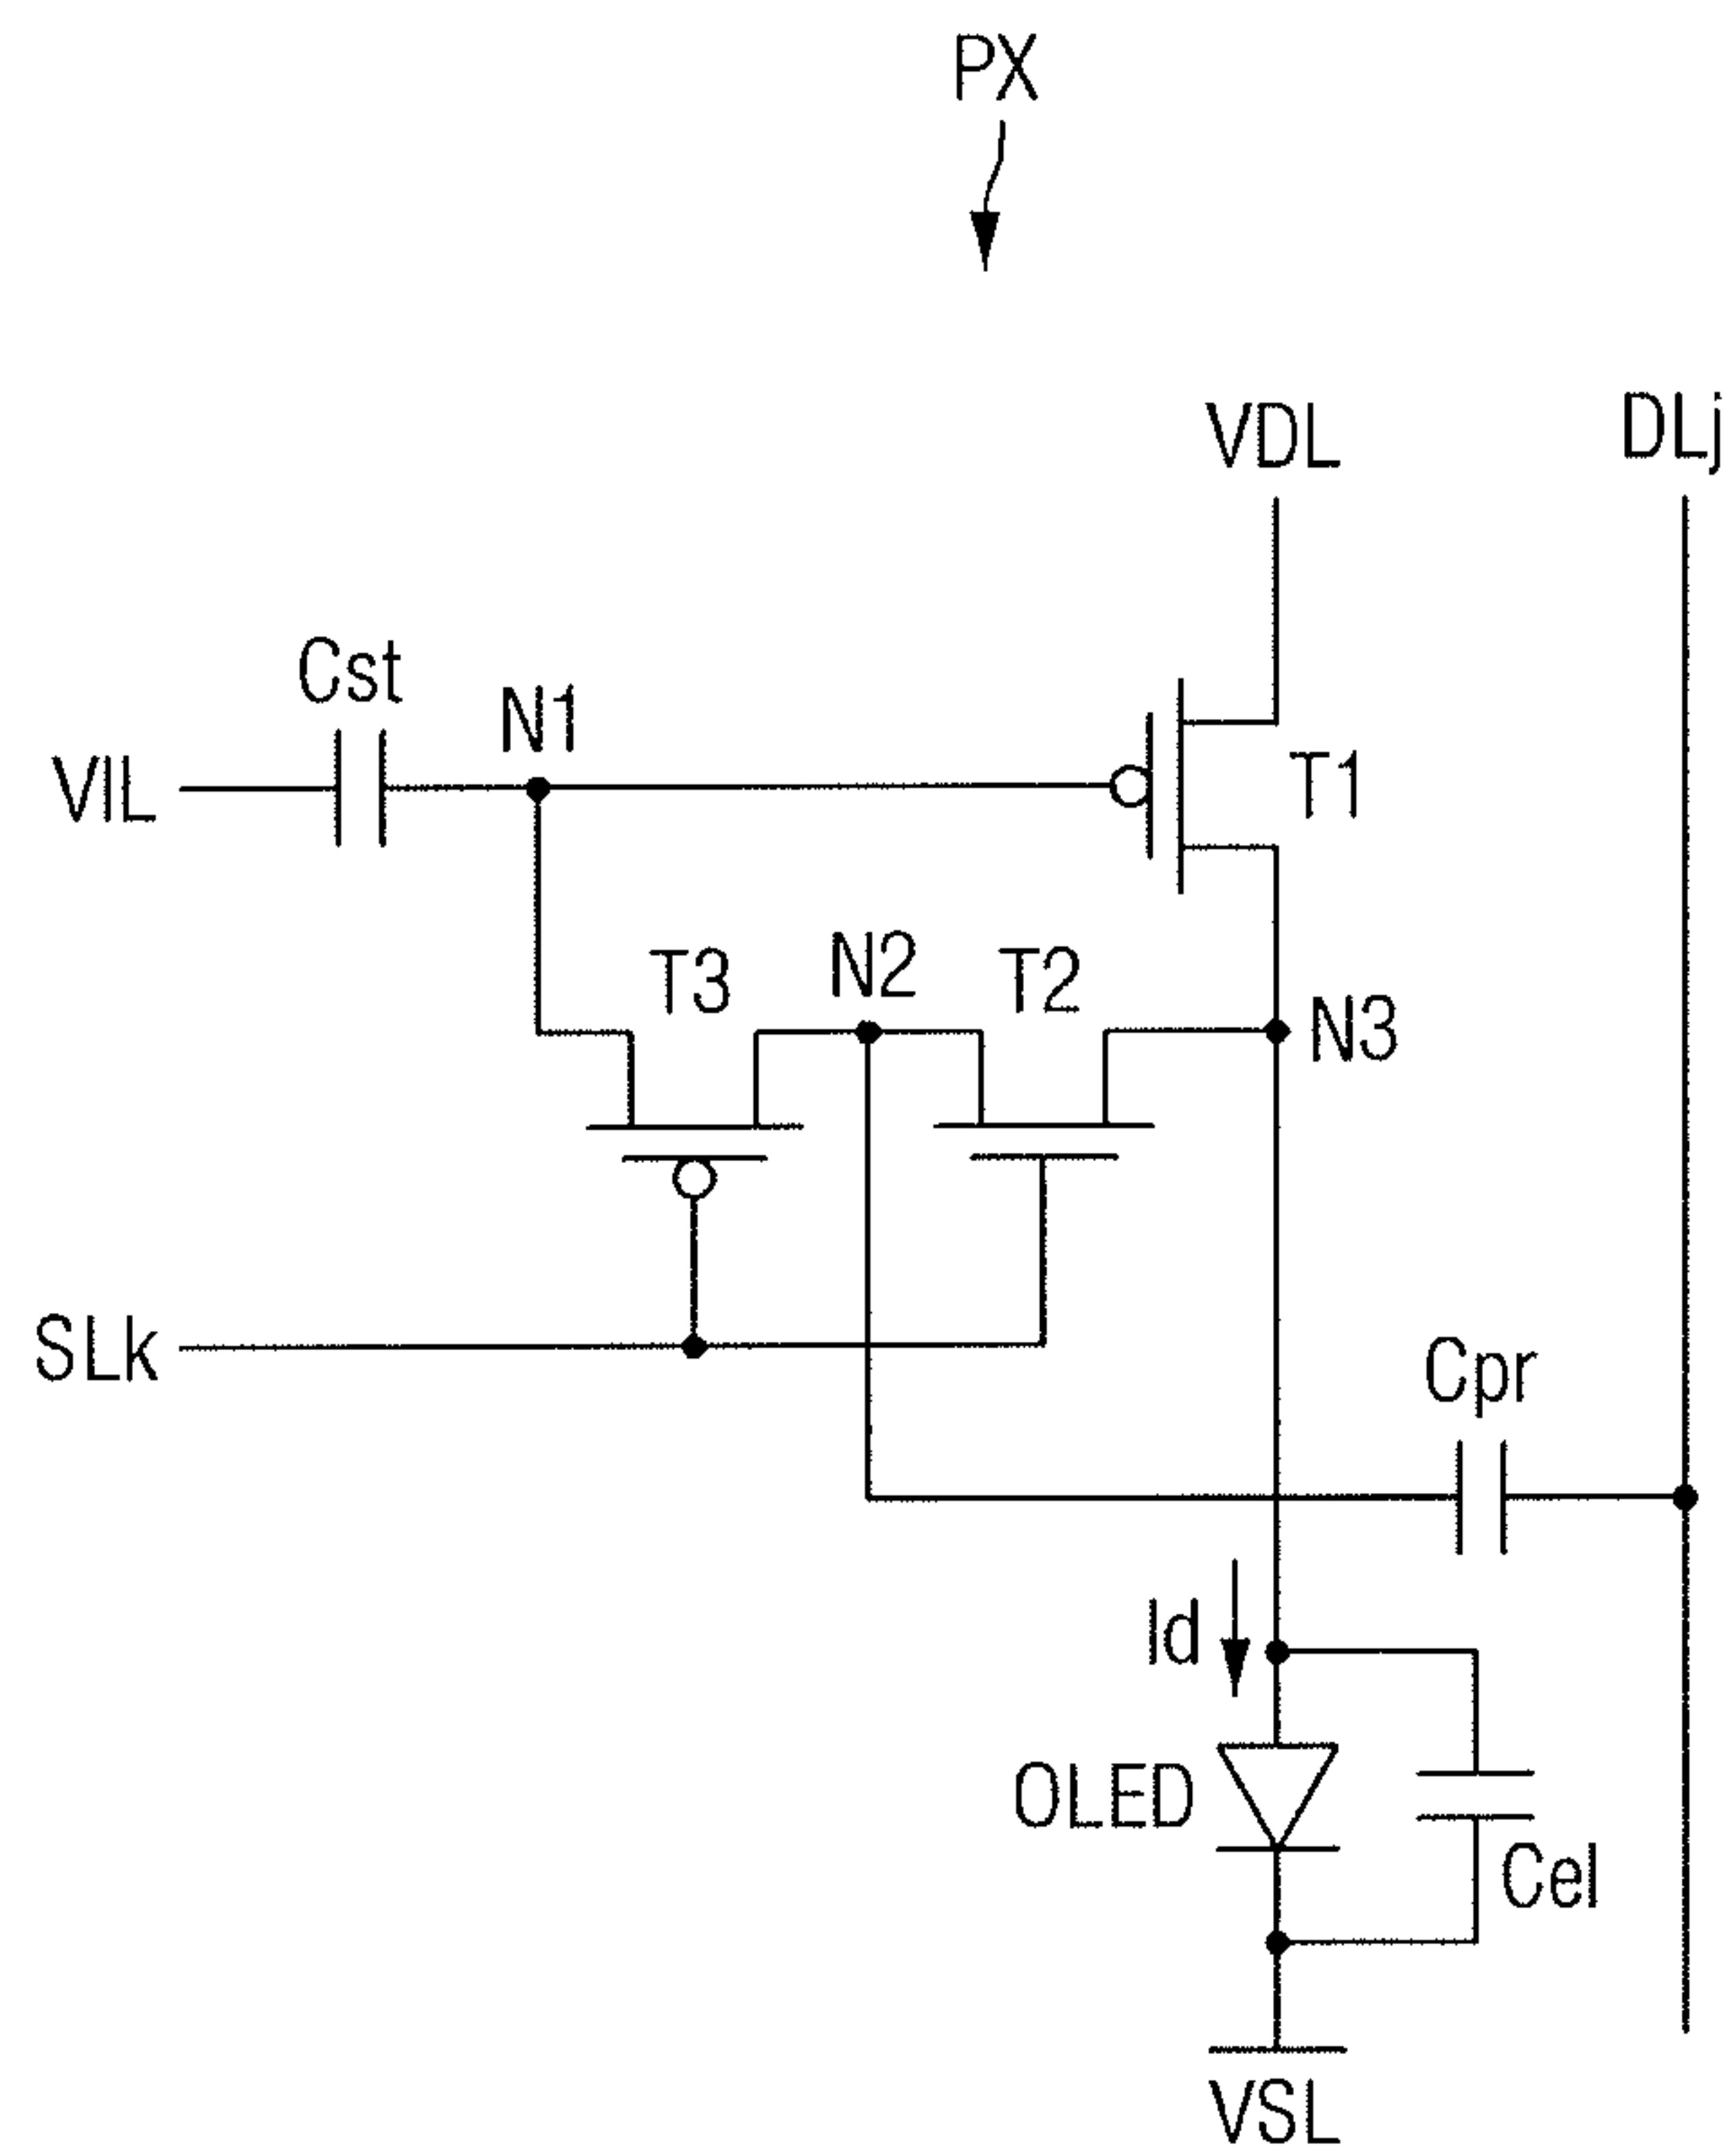 PX
VDL
DLj
Cst
N1
VIL
T1
T3
N2
T2
N3
SLk
Cpr
Id
OLED
Cel
VSL